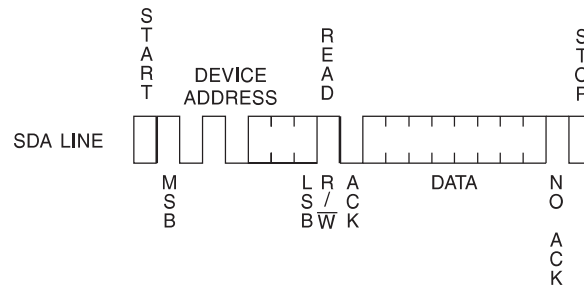 START
DEVICE
ADDRESS
READ
STOP
SDA LINE
MSB
LSB
R/W
ACK
DATA
NO ACK